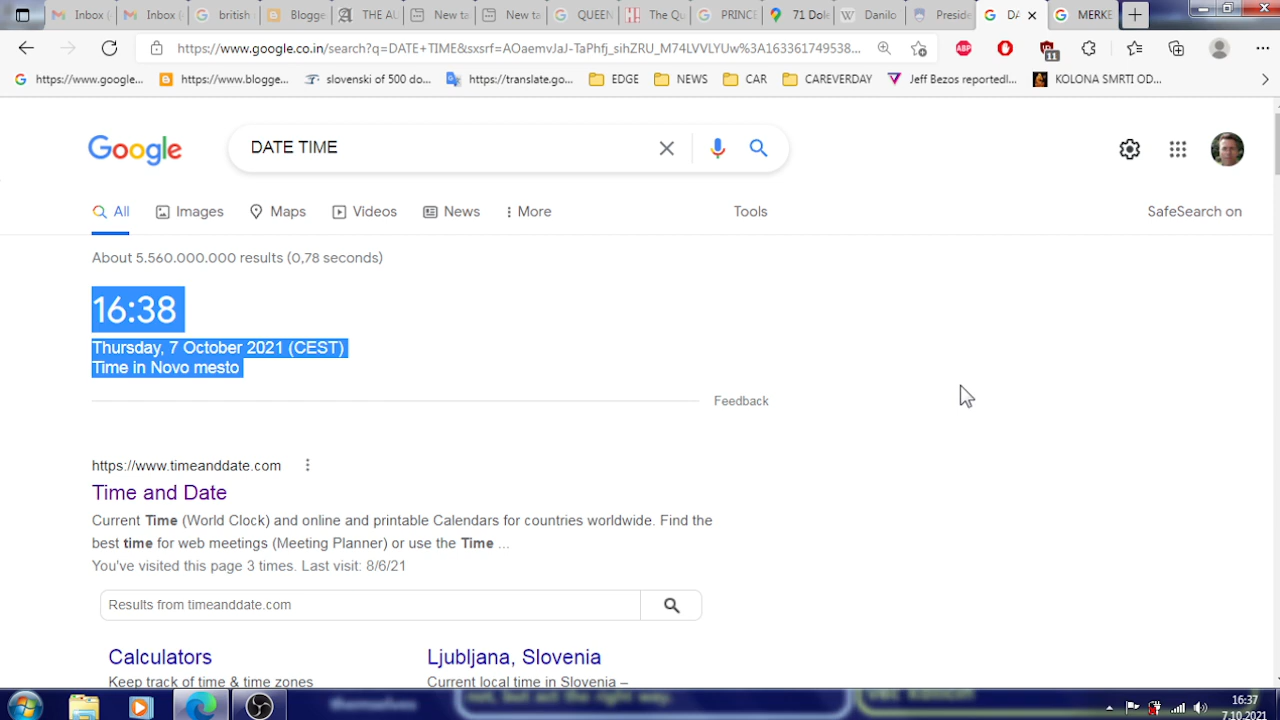 Inbox (
Inbox (
british
Blogge
THE AU
New ta
New ta
QUEEN
The Qu
PRINCE
71 Dol
Danilo
Preside
DA
MERKE
https://www.google.co.in/search?q=DATE+TIME&sxsrf=AOaemvJaJ-TaPhfj_sihZRU_M74LVVLYUw%3A163361749538...
ABP
11
https://www.google...
https://www.blogge...
slovenski of 500 do...
https://translate.go...
EDGE
NEWS
CAR
CAREVERDAY
Jeff Bezos reportedl...
KOLONA SMRTI OD...
Google
DATE TIME
All
Images
Maps
Videos
News
More
Tools
SafeSearch on
About 5.560.000.000 results (0,78 seconds)
16:38
Thursday, 7 October 2021 (CEST)
Time in Novo mesto
Feedback
https://www.timeanddate.com
Time and Date
Current Time (World Clock) and online and printable Calendars for countries worldwide. Find the
best time for web meetings (Meeting Planner) or use the Time ...
You've visited this page 3 times. Last visit: 8/6/21
Results from timeanddate.com
Calculators
Ljubljana, Slovenia
Keep track of time & time zones
Current local time in Slovenia –
themselves
16:37
7.10.2021